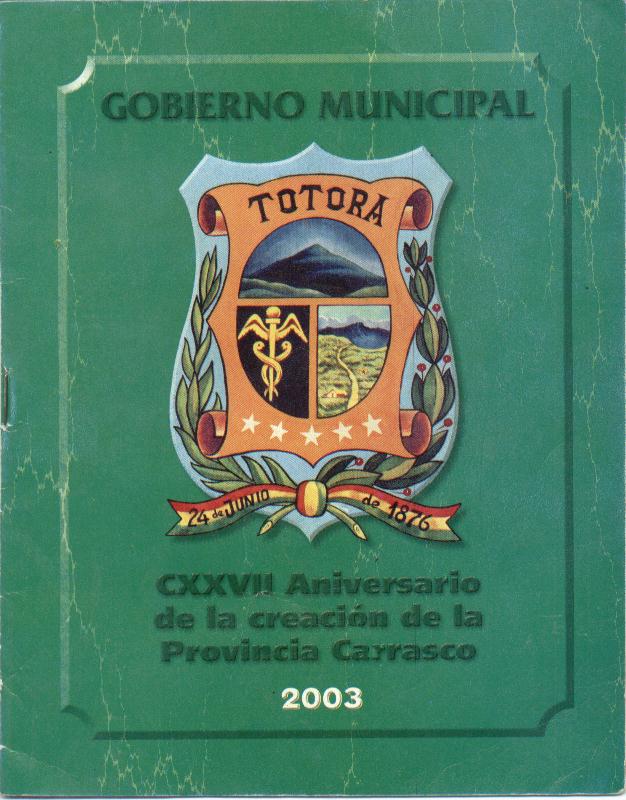 GOBIERNO MUNICIPAL
TOTORA
24 de JUNIO de 1876
CXXVII Aniversario
de la creación de la
Provincia Carrasco
2003